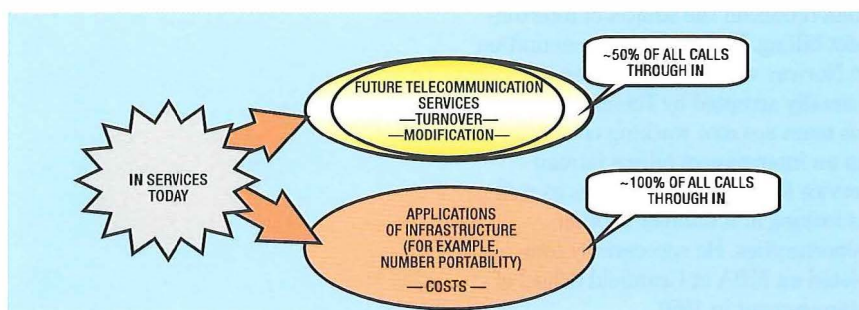 IN SERVICES
TODAY
FUTURE TELECOMMUNICATION
SERVICES
—TURNOVER—
—MODIFICATION—
~50% OF ALL CALLS
THROUGH IN
APPLICATIONS
OF INFRASTRUCTURE
(FOR EXAMPLE,
NUMBER PORTABILITY)
— COSTS —
~100% OF ALL CALLS
THROUGH IN